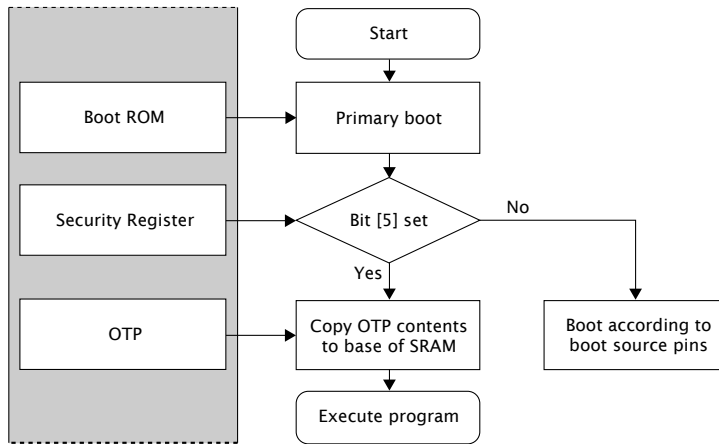 Start
Boot ROM
Primary boot
Security Register
Bit [5] set
No
Yes
OTP
Copy OTP contents
to base of SRAM
Boot according to
boot source pins
Execute program